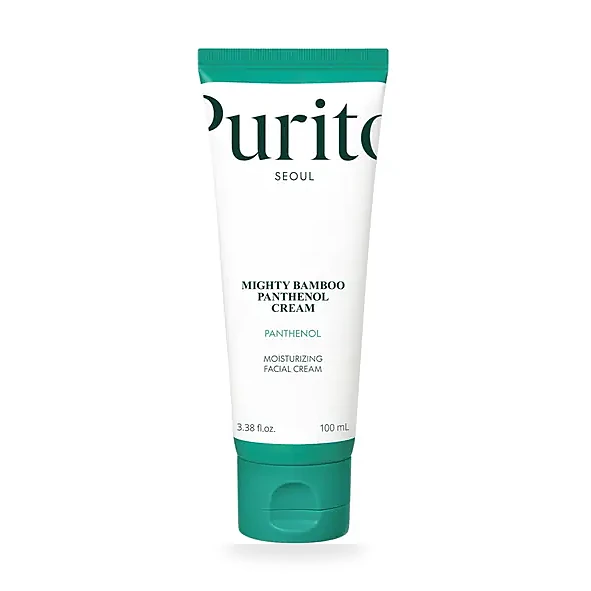 Purito
SEOUL
MIGHTY BAMBOO
PANTHENOL
CREAM
PANTHENOL
MOISTURIZING
FACIAL CREAM
3.38 fl.oz. 100 mL